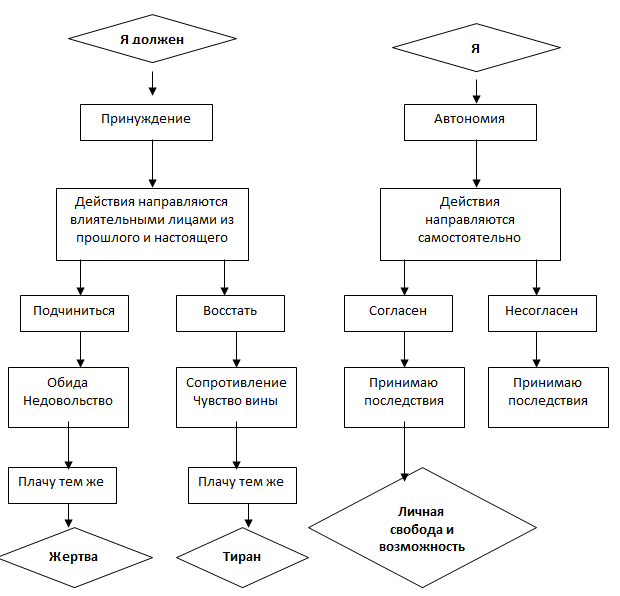 Я должен
Я
Принуждение
Автономия
Действия направляются
влиятельными лицами из
прошлого и настоящего
Действия
направляются
самостоятельно
Подчиниться
Восстать
Согласен
Несогласен
Обида
Недовольство
Сопротивление
Чувство вины
Принимаю
последствия
Принимаю
последствия
Плачу тем же
Плачу тем же
Личная
свобода и
возможность
Жертва
Тиран